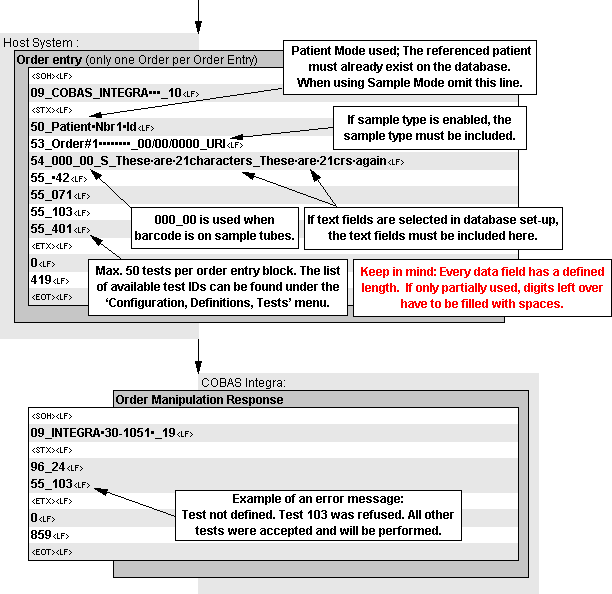 Host System :
Order entry (only one Order per Order Entry)
Patient Mode used; The referenced patient
must already exist on the database.
When using Sample Mode omit this line.
<SOH><LF>
09_COBAS_INTEGRA▪▪▪ _10<LF>
<STX><LF>
50_Patient▪Nbr1▪Id<LF>
53_Order#1▪▪▪▪▪▪▪▪ _00/00/0000_URI<LF>
54_000_00_S_These▪are▪21characters_These▪are▪21crs▪again<LF>
55_ ▪42<LF>
55_071
55_103<LF>
55_401<LF>
<ETX><LF>
0<LF>
419<LF>
<EOT><LF>
If sample type is enabled, the
sample type must be included.
000_00 is used when
barcode is on sample tubes.
If text fields are selected in database set-up,
the text fields must be included here.
Max. 50 tests per order entry block. The list
of available test IDs can be found under the
‘Configuration, Definitions, Tests’ menu.
Keep in mind: Every data field has a defined
length.  If only partially used, digits left over
have to be filled with spaces.
COBAS Integra:
Order Manipulation Response
<SOH><LF>
09_INTEGRA▪30-1051▪ _19<LF>
<STX><LF>
96_24<LF>
55_103<LF>
<ETX><LF>
0<LF>
859<LF>
<EOT><LF>
Example of an error message:
Test not defined. Test 103 was refused. All other
tests were accepted and will be performed.